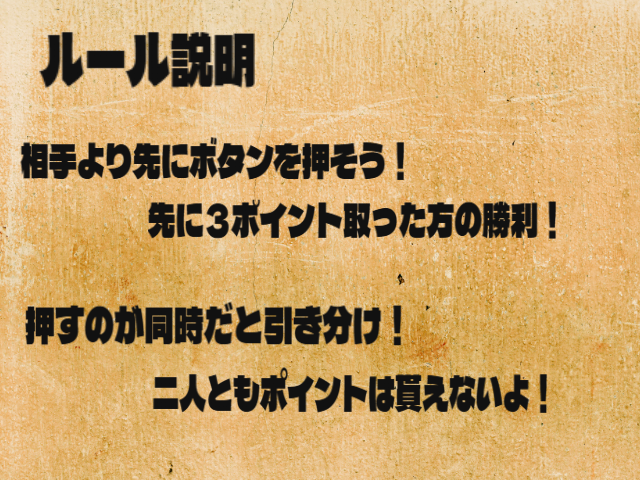 ルール説明
相手より先にボタンを押そう！
先に３ポイント取った方の勝利！
押すのが同時だと引き分け！
二人ともポイントは貰えないよ！